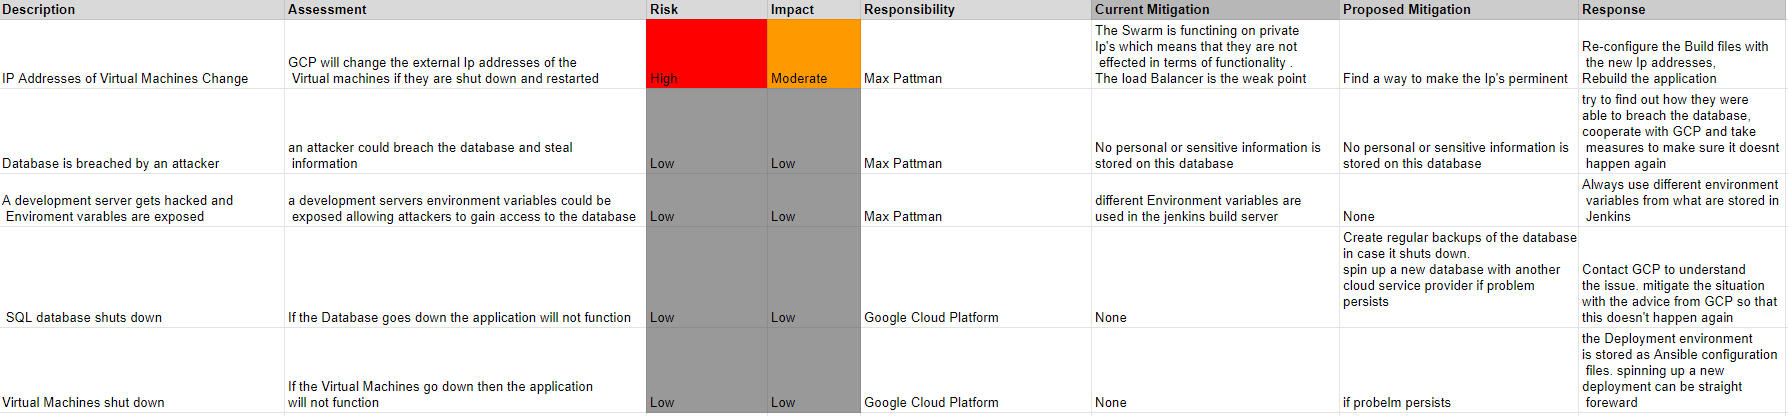 Description Assessment Risk Impact Responsibility Current Mitigation Proposed Mitigation Response
IP Addresses of Virtual Machines Change
GCP will change the external Ip addresses of the
Virtual machines if they are shut down and restarted
High
Moderate
Max Pattman
The Swarm is functining on private
Ip's which means that they are not
effected in terms of functionality .
The load Balancer is the weak point
Find a way to make the Ip's perminent
Re-configure the Build files with
the new Ip addresses,
Rebuild the application
Database is breached by an attacker
an attacker could breach the database and steal
information
Low
Low
Max Pattman
No personal or sensitive information is
stored on this database
No personal or sensitive information is
stored on this database
try to find out how they were
able to breach the database,
cooperate with GCP and take
measures to make sure it doesnt
happen again
A development server gets hacked and
Enviroment varables are exposed
a development servers environment variables could be
exposed allowing attackers to gain access to the database
Low
Low
Max Pattman
different Environment variables are
used in the jenkins build server
None
Always use different environment
variables from what are stored in
Jenkins
SQL database shuts down
If the Database goes down the application will not function
Low
Low
Google Cloud Platform
None
Create regular backups of the database
in case it shuts down.
spin up a new database with another
cloud service provider if problem
persists
Contact GCP to understand
the issue. mitigate the situation
with the advice from GCP so that
this doesn't happen again
Virtual Machines shut down
If the Virtual Machines go down then the application
will not function
Low
Low
Google Cloud Platform
None
if probelm persists
the Deployment environment
is stored as Ansible configuration
files. spinning up a new
deployment can be straight
foreward